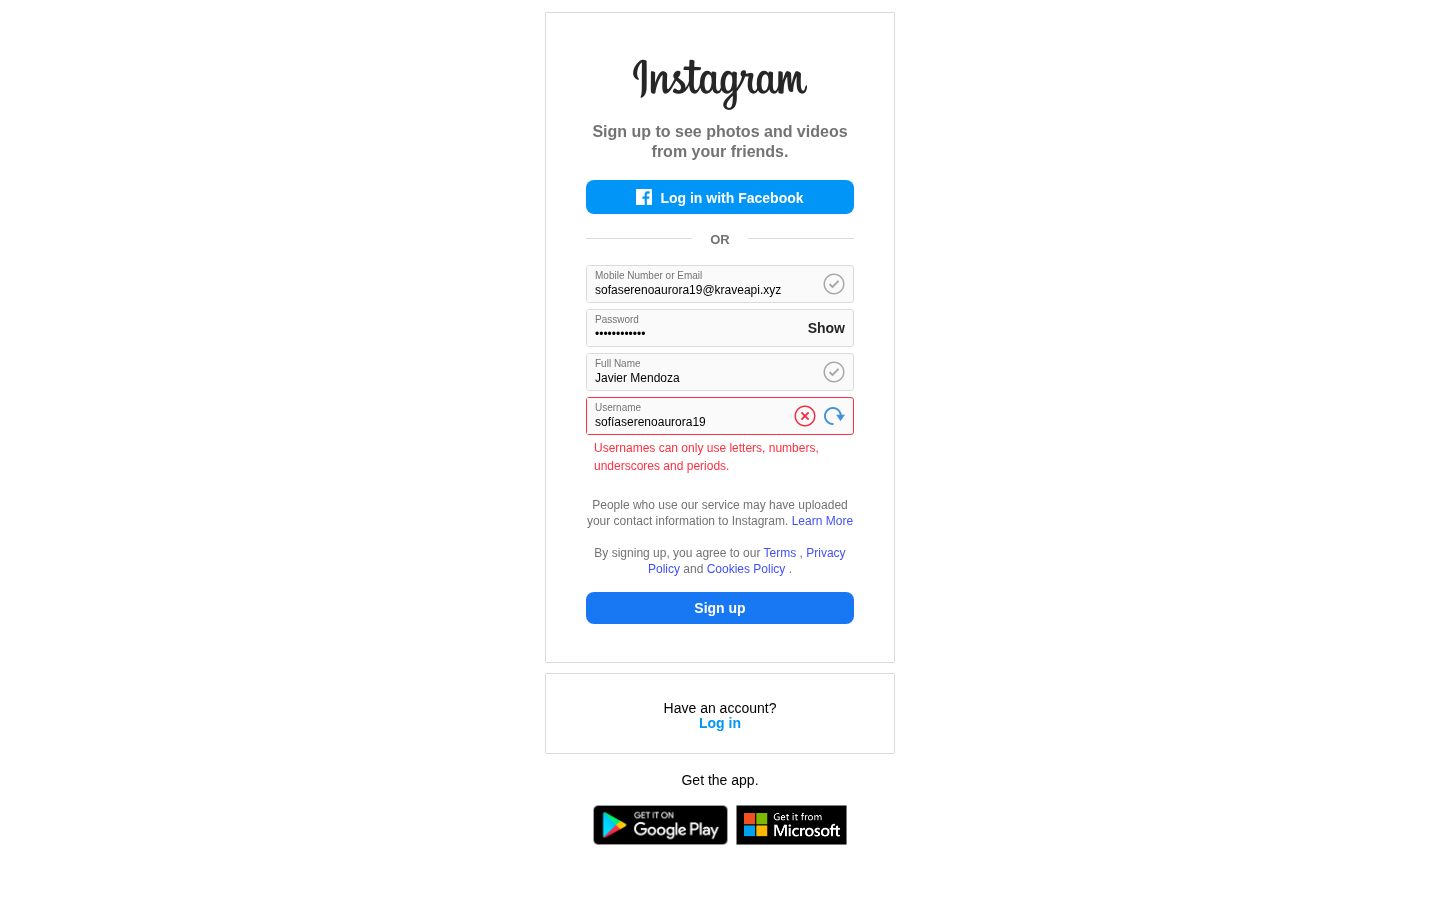 Instagram
Sign up to see photos and videos
from your friends.
Log in with Facebook
OR
Mobile Number or Email
sofaserenoaurora19@kraveapi.xyz
Password
••••••••••••
Show
Full Name
Javier Mendoza
Username
sofíaserenoaurora19
Usernames can only use letters, numbers,
underscores and periods.
People who use our service may have uploaded
your contact information to Instagram. Learn More
By signing up, you agree to our Terms , Privacy
Policy and Cookies Policy .
Sign up
Have an account?
Log in
Get the app.
GET IT ON
Google Play
Get it from
Microsoft